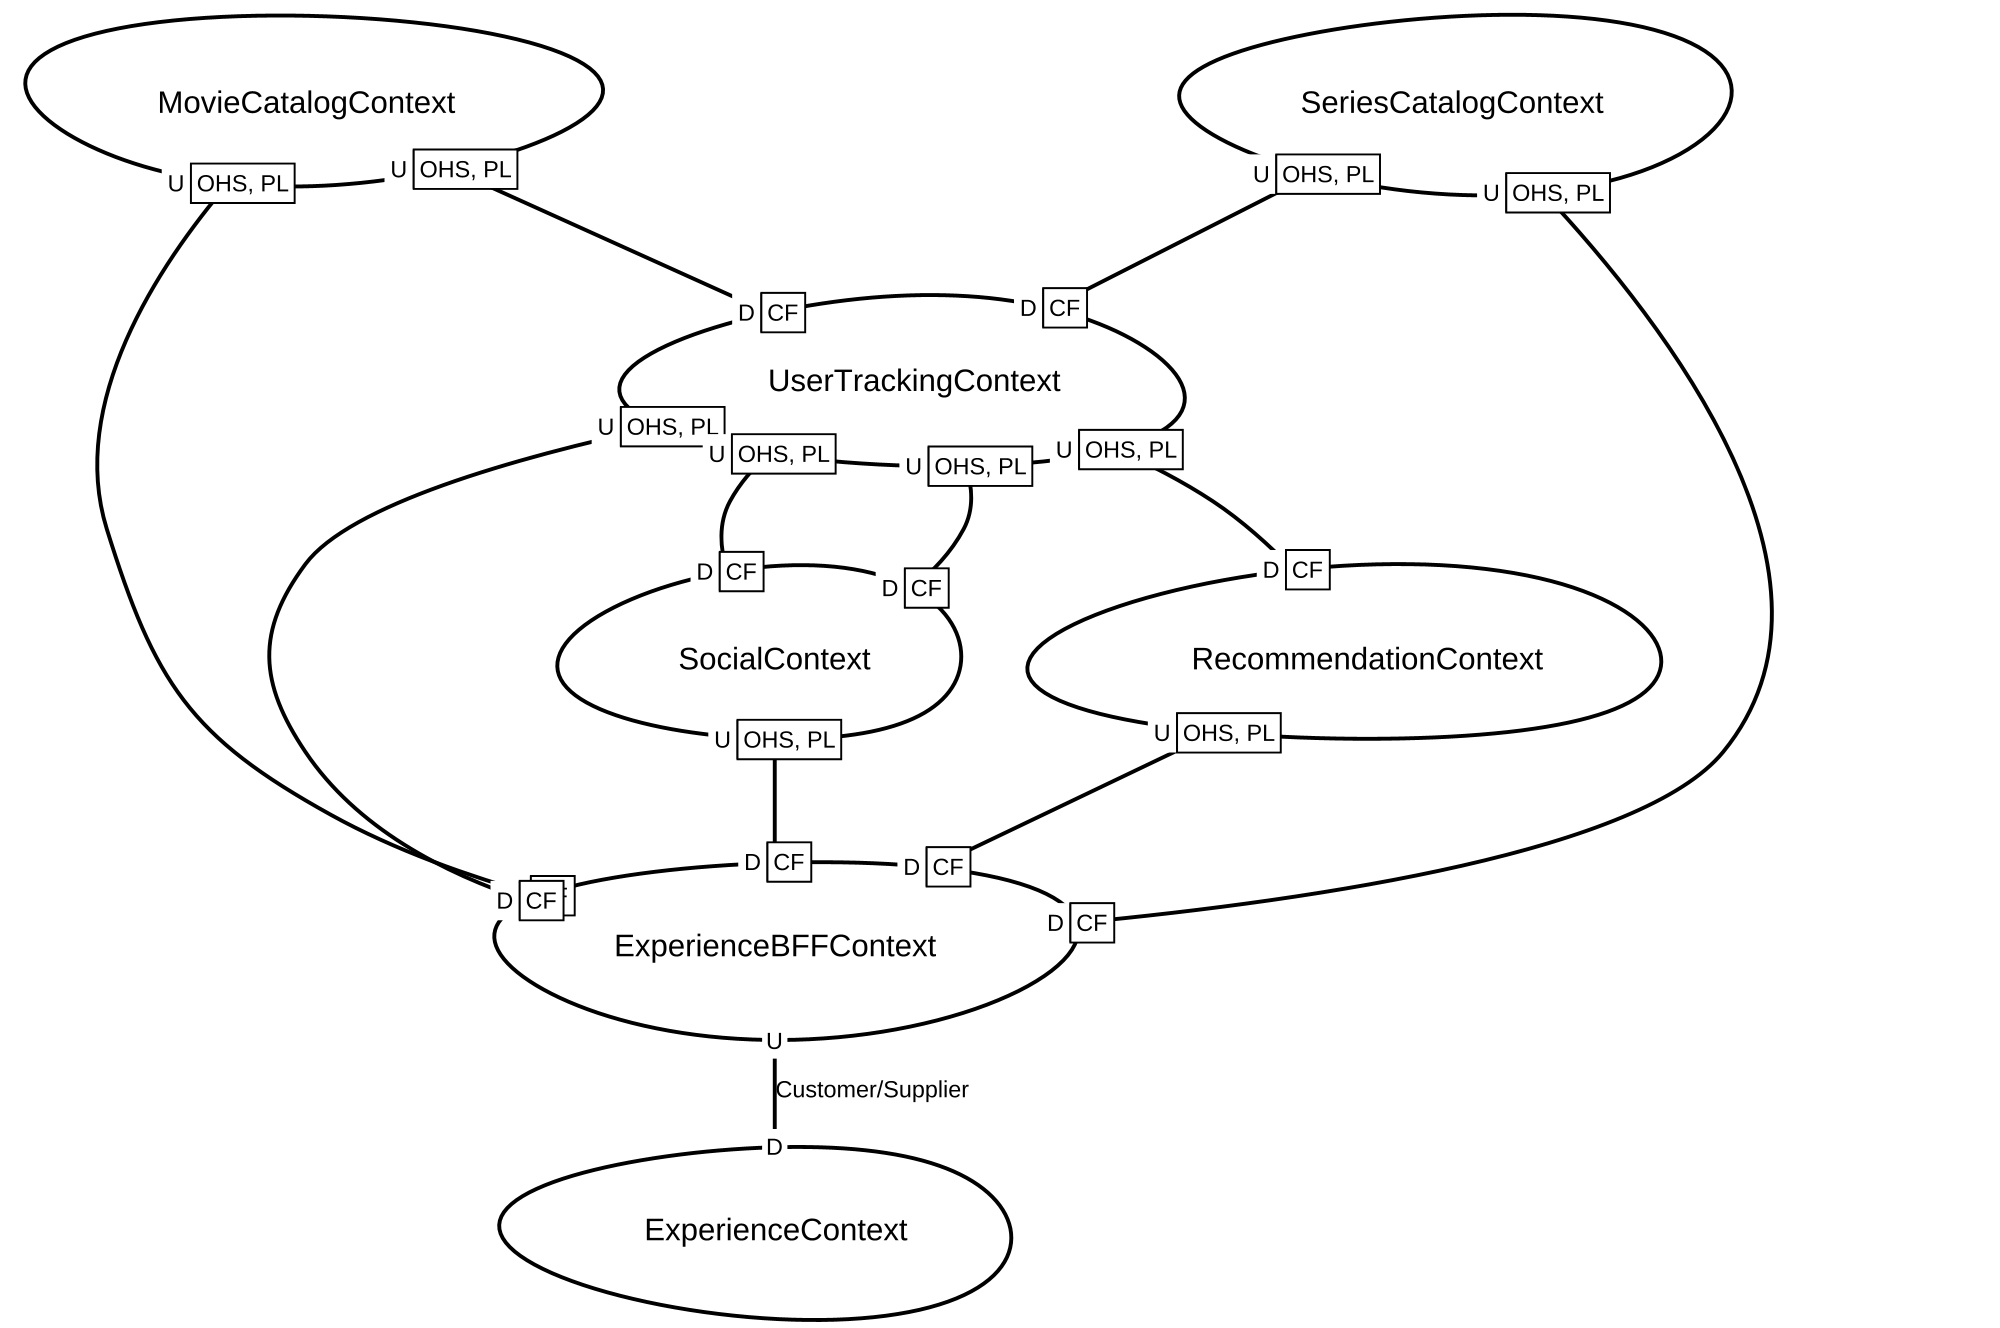 MovieCatalogContext
SeriesCatalogContext
U OHS, PL
U OHS, PL
U OHS, PL
U OHS, PL
D CF
D CF
UserTrackingContext
U OHS, PL
U OHS, PL
U OHS, PL
U OHS, PL
D CF
D CF
D CF
SocialContext
RecommendationContext
U OHS, PL
U OHS, PL
D CF
D CF
D CF
D CF
ExperienceBFFContext
U
Customer/Supplier
D
ExperienceContext